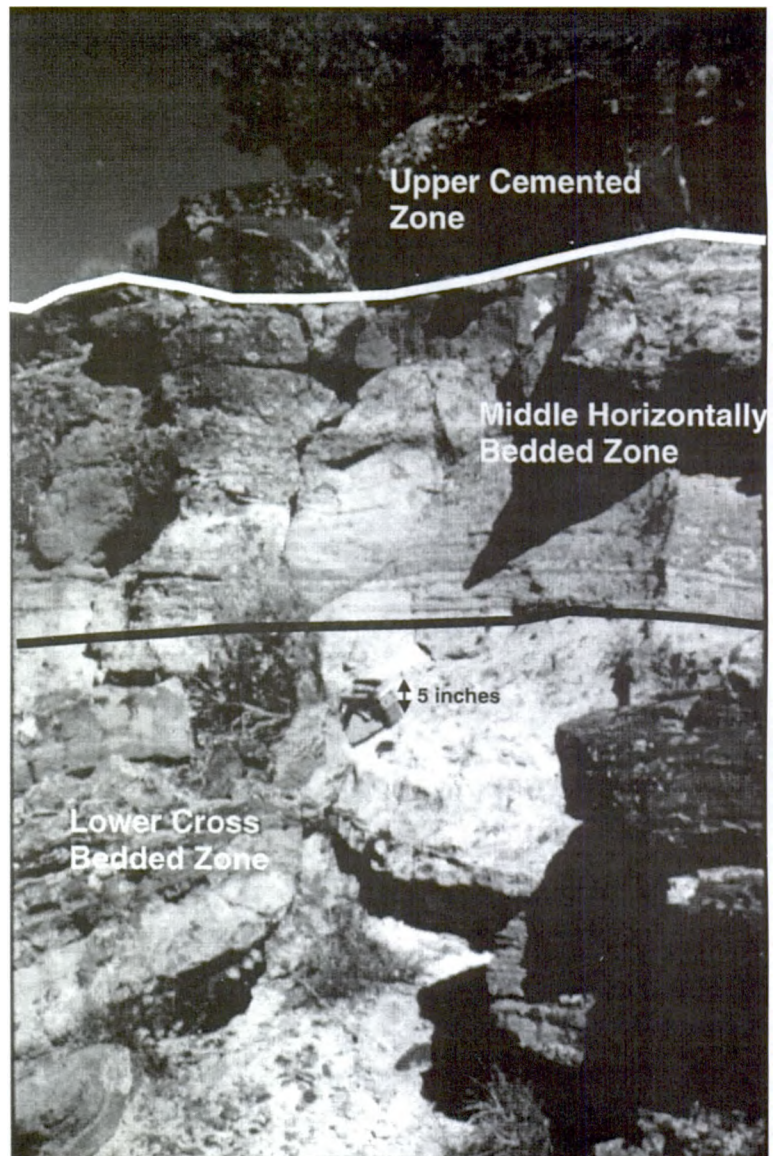 Upper Cemented
Zone
Middle Horizontally
Bedded Zone
5 inches
Lower Cross
Bedded Zone